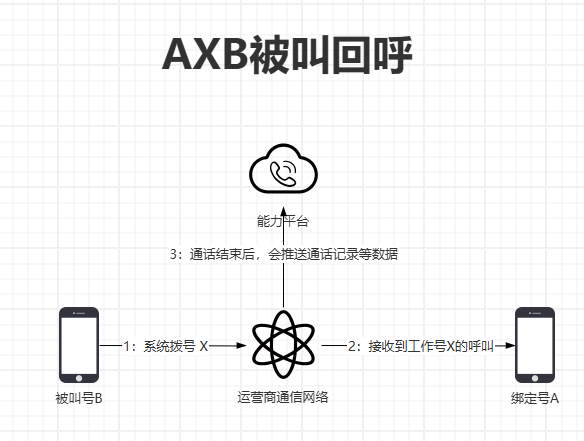 AXB被叫回呼
能力平台
3：通话结束后，会推送通话记录等数据
1：系统拨号 X
2：接收到工作号X的呼叫
被叫号B
运营商通信网络
绑定号A